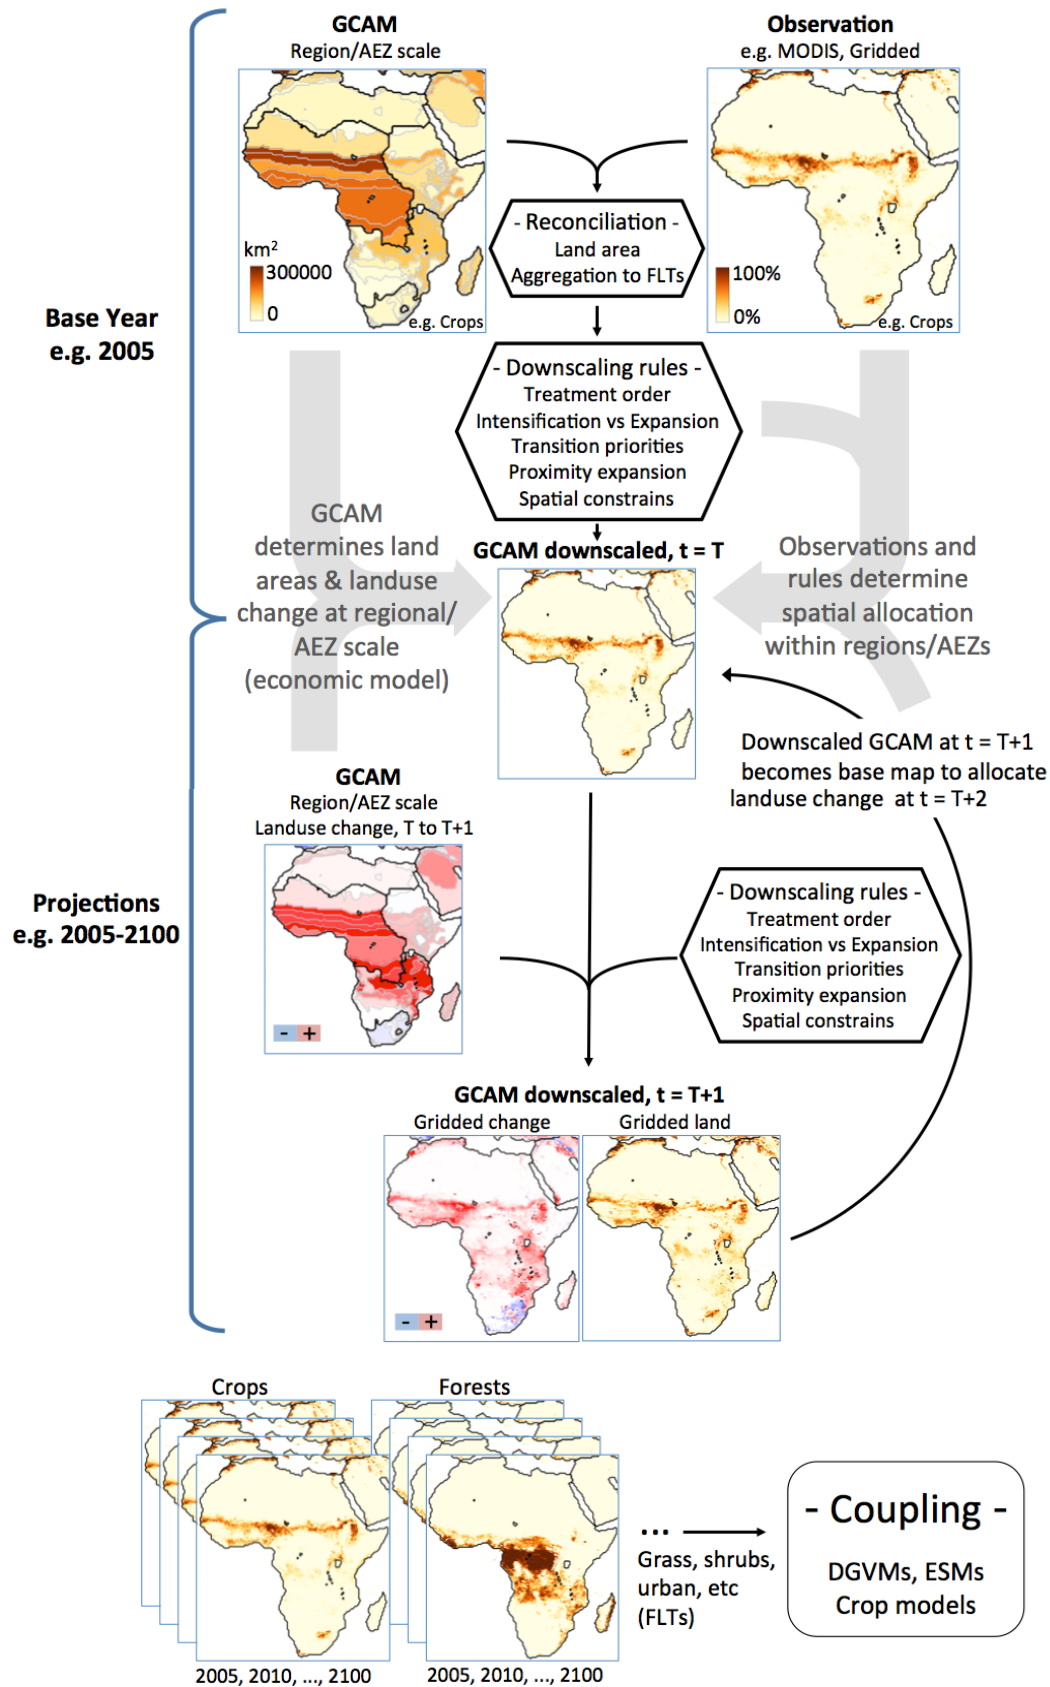 GCAM
Region/AEZ scale
Observation
e.g. MODIS, Gridded
km²
300000
0
e.g. Crops
100%
0%
e.g. Crops
- Reconciliation -
Land area
Aggregation to FLTs
Base Year
e.g. 2005
- Downscaling rules -
Treatment order
Intensification vs Expansion
Transition priorities
Proximity expansion
Spatial constrains
GCAM
determines land
areas & landuse
change at regional/
AEZ scale
(economic model)
GCAM downscaled, t = T
Observations and
rules determine
spatial allocation
within regions/AEZs
Downscaled GCAM at t = T+1
becomes base map to allocate
landuse change at t = T+2
GCAM
Region/AEZ scale
Landuse change, T to T+1
- +
Projections
e.g. 2005-2100
- Downscaling rules -
Treatment order
Intensification vs Expansion
Transition priorities
Proximity expansion
Spatial constrains
GCAM downscaled, t = T+1
Gridded change
Gridded land
- +
Crops
Forests
2005, 2010, ..., 2100
2005, 2010, ..., 2100
...
Grass, shrubs,
urban, etc
(FLTs)
- Coupling -
DGVMs, ESMs
Crop models